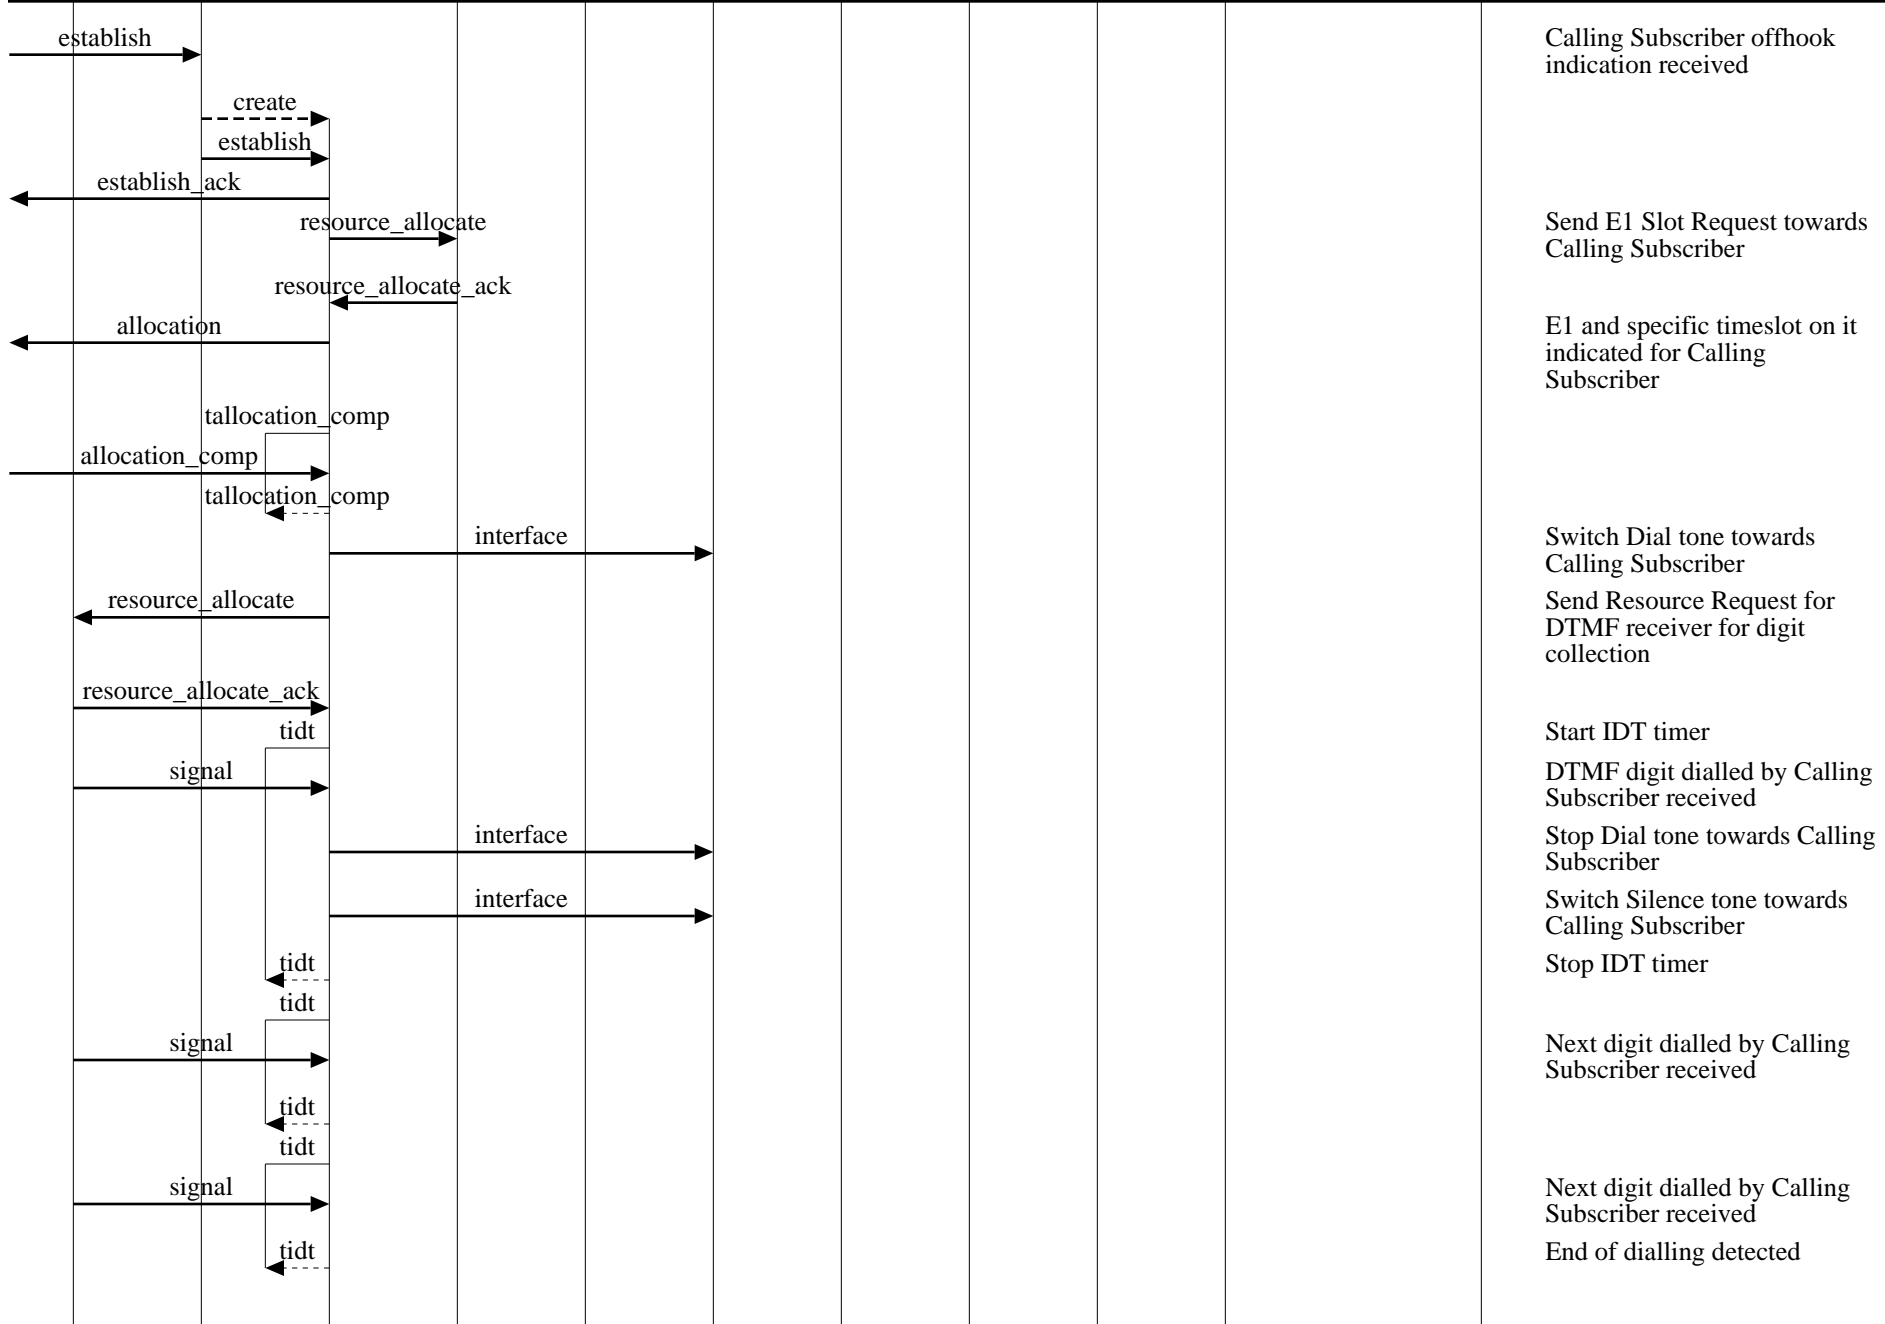 establish
Calling Subscriber offhook
indication received
create
establish
establish_ack
resource_allocate
Send E1 Slot Request towards
Calling Subscriber
resource_allocate_ack
allocation
E1 and specific timeslot on it
indicated for Calling
Subscriber
tallocation_comp
allocation_comp
tallocation_comp
interface
Switch Dial tone towards
Calling Subscriber
resource_allocate
Send Resource Request for
DTMF receiver for digit
collection
resource_allocate_ack
tidt
Start IDT timer
signal
DTMF digit dialled by Calling
Subscriber received
interface
Stop Dial tone towards Calling
Subscriber
interface
Switch Silence tone towards
Calling Subscriber
tidt
Stop IDT timer
tidt
signal
Next digit dialled by Calling
Subscriber received
tidt
tidt
signal
Next digit dialled by Calling
Subscriber received
tidt
End of dialling detected